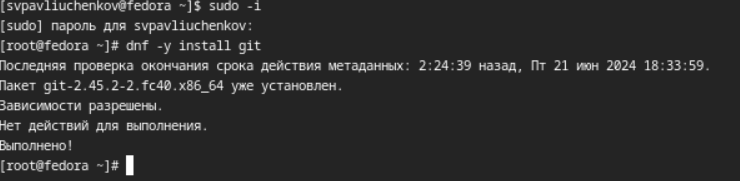 [svpavliuchenkov@fedora ~]$ sudo -i
[sudo] пароль для svpavliuchenkov:
[root@fedora ~]# dnf -y install git
Последняя проверка окончания срока действия метаданных: 2:24:39 назад, Пт 21 июн 2024 18:33:59.
Пакет git-2.45.2-2.fc40.x86_64 уже установлен.
Зависимости разрешены.
Нет действий для выполнения.
Выполнено!
[root@fedora ~]#